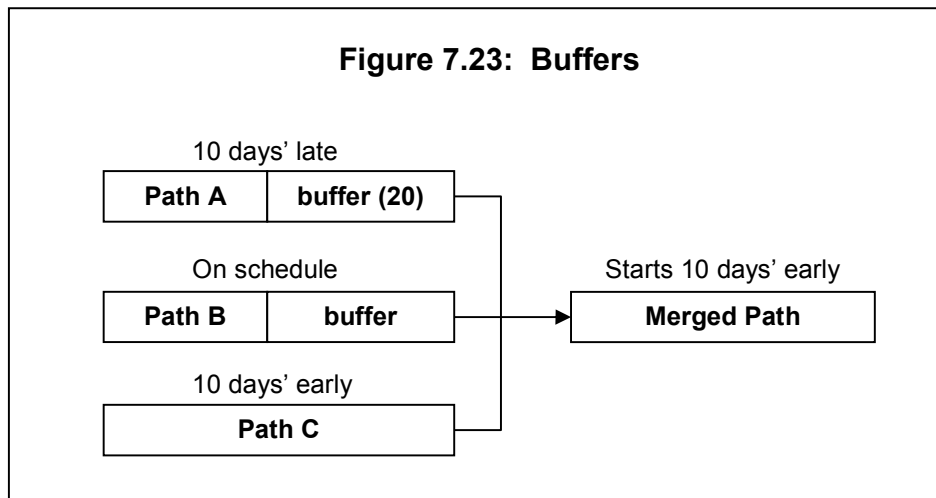 Figure 7.23: Buffers
10 days’ late
Path A buffer (20)
On schedule
Path B buffer
Starts 10 days’ early
Merged Path
10 days’ early
Path C